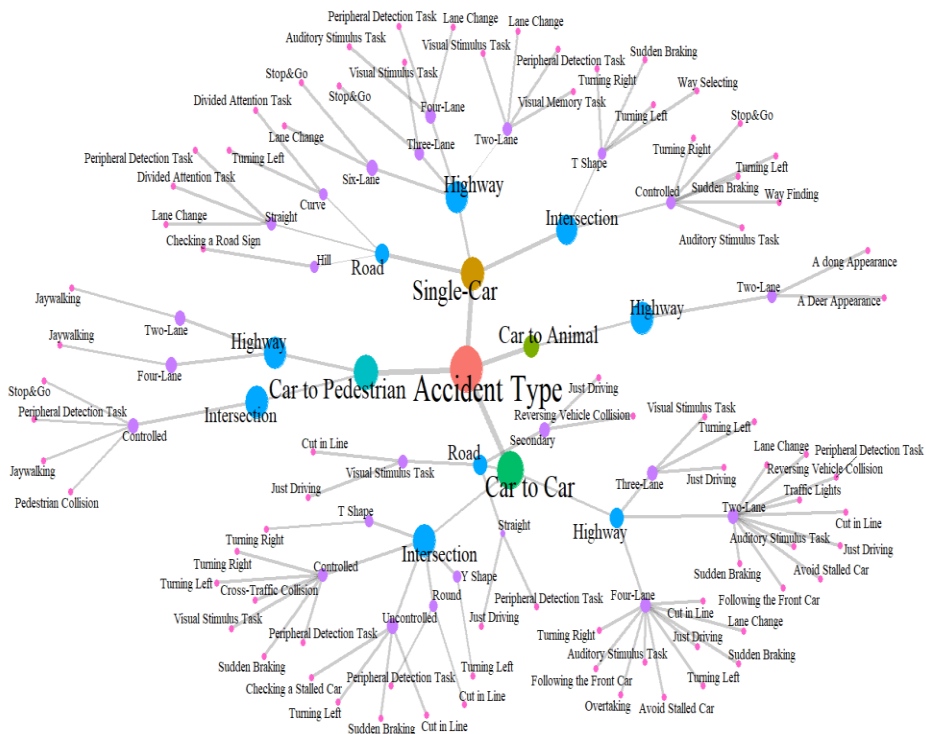 Peripheral Detection Task
Lane Change
Lane Change
Auditory Stimulus Task
Visual Stimulus Task
Sudden Braking
Stop&Go
Visual Stimulus Task
Peripheral Detection Task
Turning Right
Way Selecting
Divided Attention Task
Stop&Go
Four-Lane
Visual Memory Task
Turning Left
Stop&Go
Lane Change
Three-Lane
Two-Lane
Turning Right
Peripheral Detection Task
Turning Left
Six-Lane
T Shape
Turning Left
Divided Attention Task
Highway
Controlled
Sudden Braking
Way Finding
Curve
Lane Change
Straight
Intersection
Auditory Stimulus Task
Checking a Road Sign
Hill
Road
A dong Appearance
Single-Car
Two-Lane
Jaywalking
Highway
A Deer Appearance
Two-Lane
Car to Animal
Jaywalking
Highway
Four-Lane
Car to Pedestrian
Accident Type
Just Driving
Stop&Go
Peripheral Detection Task
Intersection
Reversing Vehicle Collision
Visual Stimulus Task
Controlled
Secondary
Turning Left
Cut in Line
Road
Lane Change
Peripheral Detection Task
Jaywalking
Visual Stimulus Task
Three-Lane
Just Driving
Reversing Vehicle Collision
Pedestrian Collision
Just Driving
Car to Car
Traffic Lights
Two-Lane
T Shape
Straight
Highway
Cut in Line
Turning Right
Intersection
Auditory Stimulus Task
Just Driving
Turning Right
Controlled
Avoid Stalled Car
Turning Left
Cross-Traffic Collision
Y Shape
Sudden Braking
Following the Front Car
Round
Four-Lane
Visual Stimulus Task
Uncontrolled
Just Driving
Peripheral Detection Task
Cut in Line
Lane Change
Peripheral Detection Task
Turning Right
Just Driving
Sudden Braking
Auditory Stimulus Task
Sudden Braking
Checking a Stalled Car
Peripheral Detection Task
Turning Left
Following the Front Car
Turning Left
Turning Left
Cut in Line
Overtaking
Avoid Stalled Car
Sudden Braking
Cut in Line